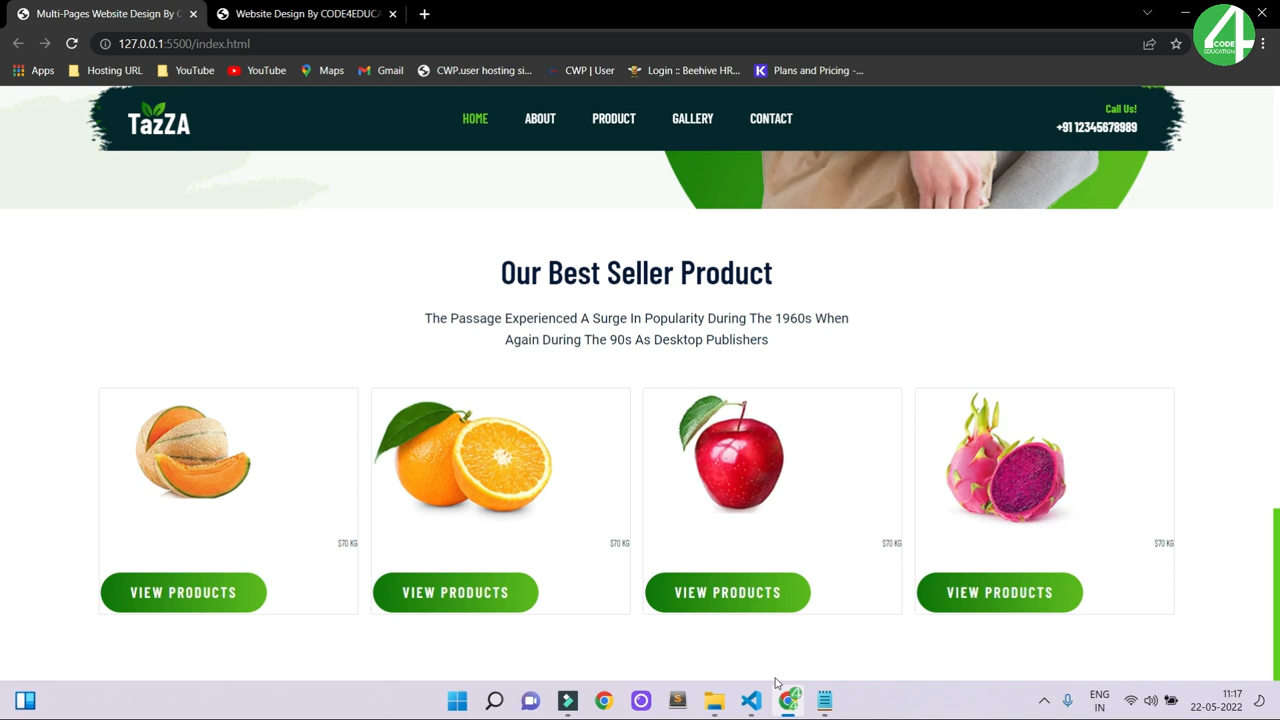 Multi-Pages Website Design By C
Website Design By CODE4EDUCA
127.0.0.1:5500/index.html
4
CODE
EDUCATION
Apps
Hosting URL
YouTube
YouTube
Maps
Gmail
CWP.user hosting si...
CWP | User
Login :: Beehive HR...
Plans and Pricing -...
TazZA
HOME
ABOUT
PRODUCT
GALLERY
CONTACT
Call Us!
+91 12345678989
Our Best Seller Product
The Passage Experienced A Surge In Popularity During The 1960s When
Again During The 90s As Desktop Publishers
$70 KG
$70 KG
$70 KG
$70 KG
VIEW PRODUCTS
VIEW PRODUCTS
VIEW PRODUCTS
VIEW PRODUCTS
ENG
IN
11:17
22-05-2022